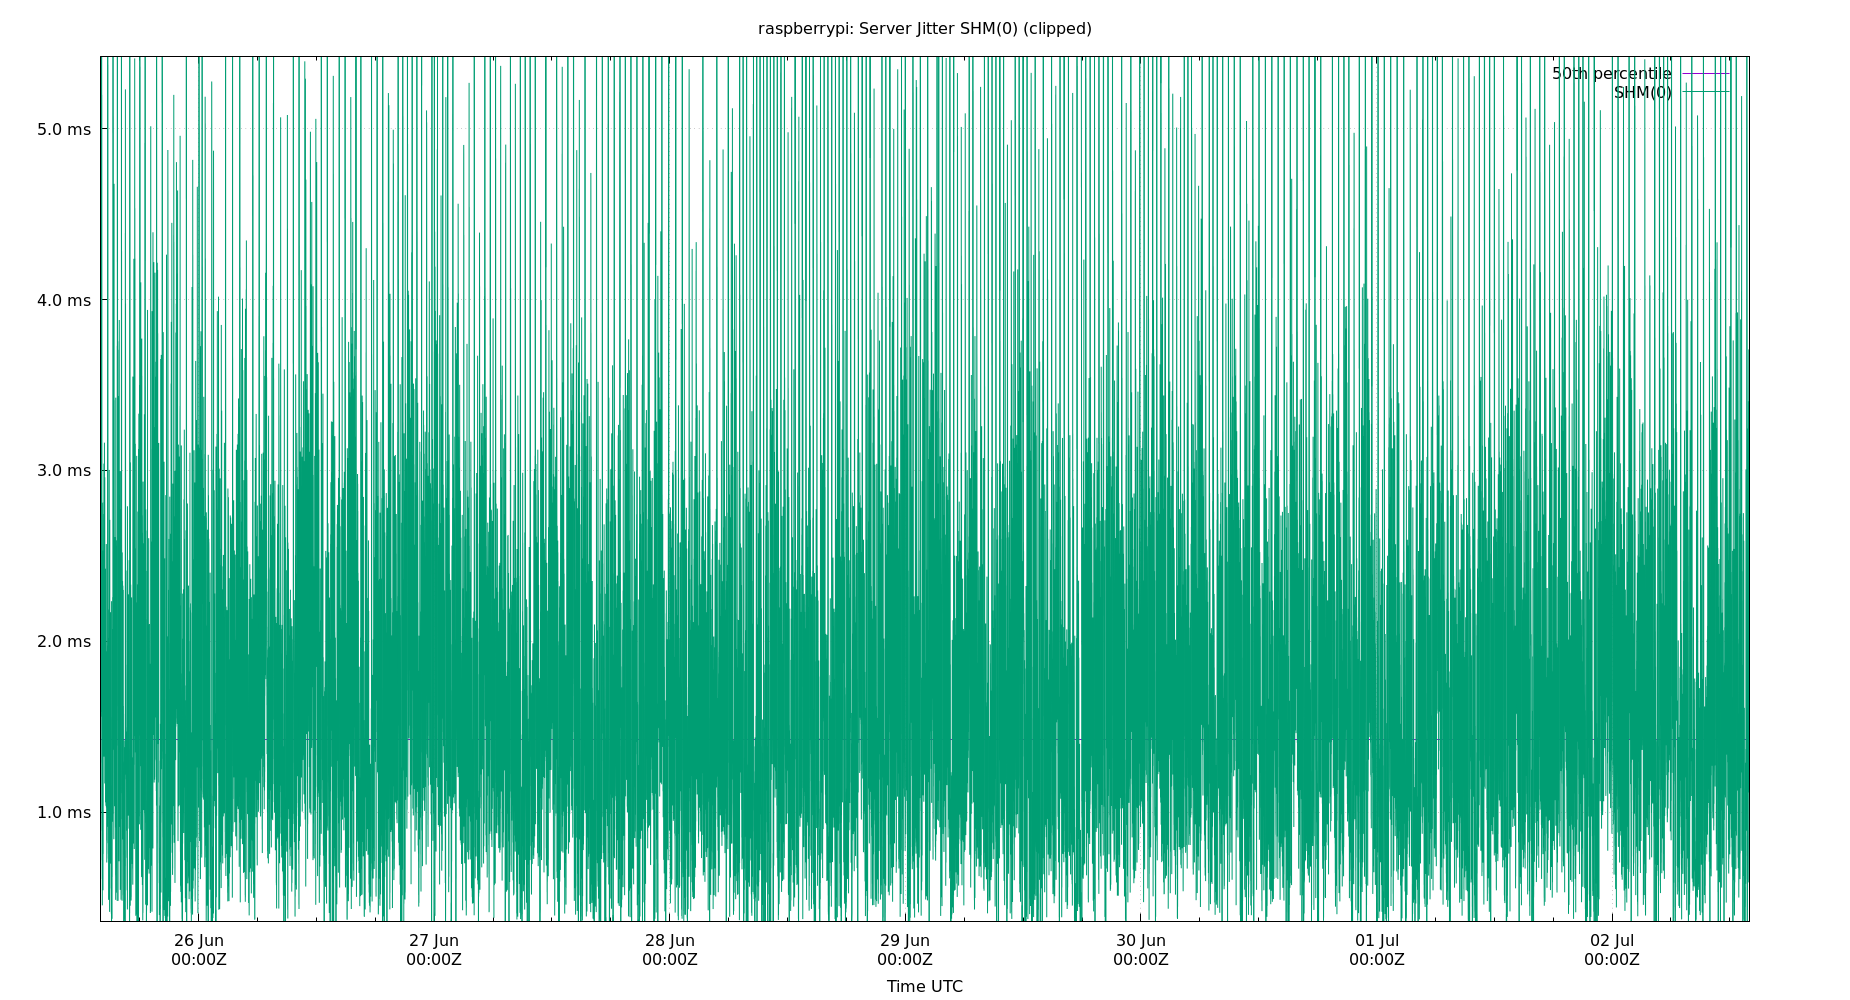 raspberrypi: Server Jitter SHM(0) (clipped)
50th percentile
SHM(0)
5.0 ms
4.0 ms
3.0 ms
2.0 ms
1.0 ms
26 Jun 27 Jun 28 Jun 29 Jun 30 Jun 01 Jul 02 Jul
00:00Z 00:00Z 00:00Z 00:00Z 00:00Z 00:00Z 00:00Z
Time UTC